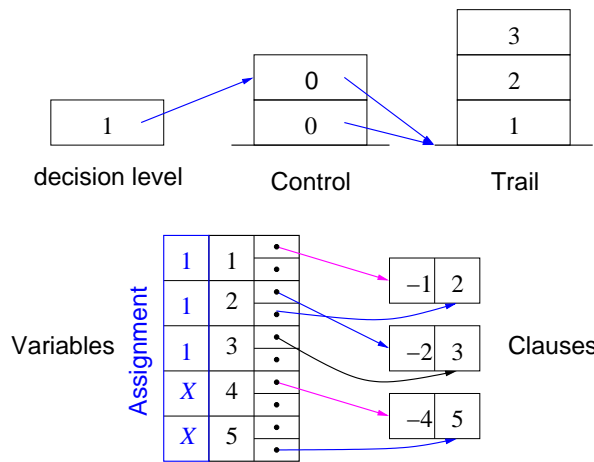 3
0
2
1
0
1
decision level
Control
Trail
Assignment
Variables
Clauses
1 1
1 2
1 3
X 4
X 5
−1 2
−2 3
−4 5